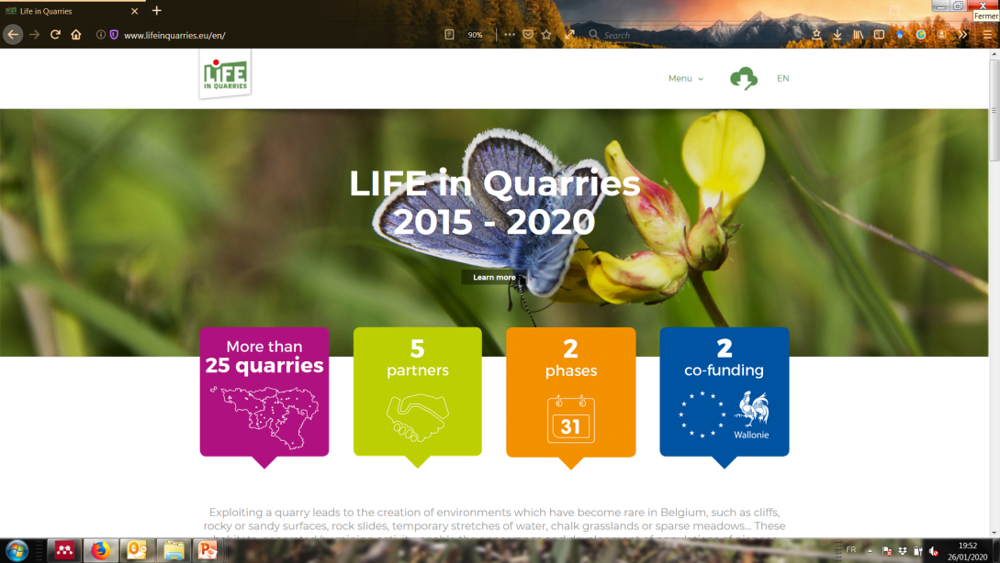 Life in Quarries
Fermer
www.lifeinquarries.eu/en/
90%
Search
LiFE
IN QUARRIES
Menu
EN
LIFE in Quarries
2015 - 2020
Learn more
More than
25 quarries
5
partners
2
phases
31
2
co-funding
Wallonie
Exploiting a quarry leads to the creation of environments which have become rare in Belgium, such as cliffs,
rocky or sandy surfaces, rock slides, temporary stretches of water, chalk grasslands or sparse meadows... These
FR
19:52
26/01/2020